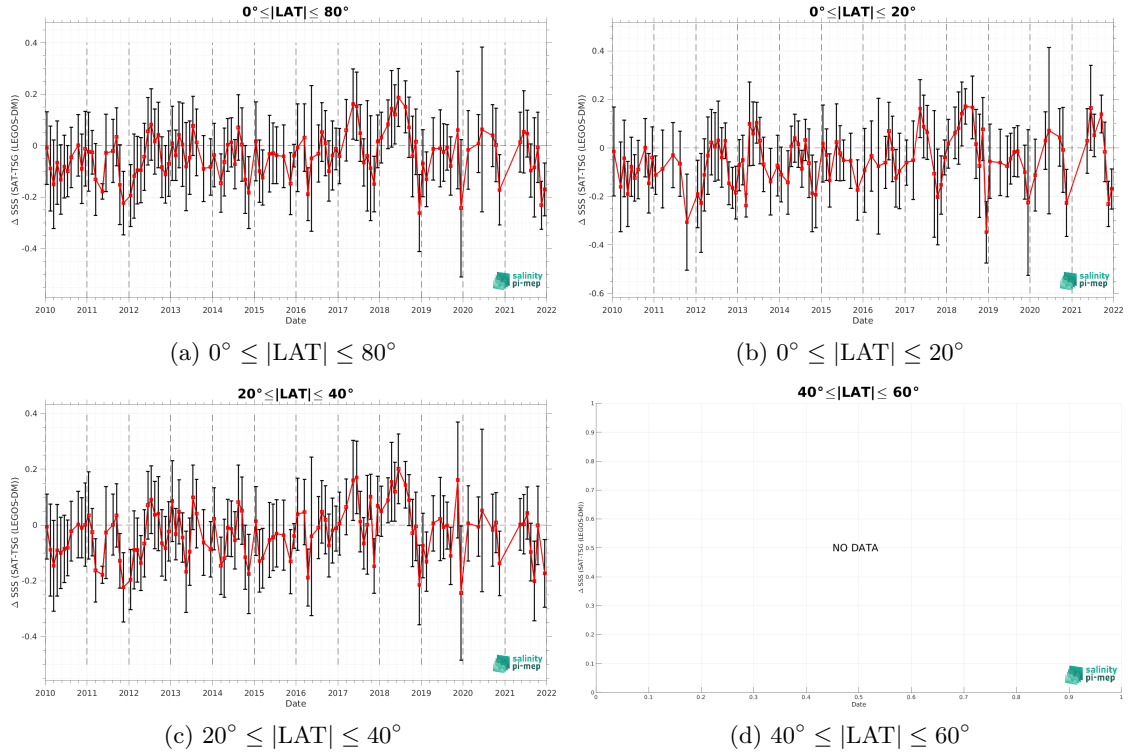 0°≤|LAT|≤ 80°
Δ SSS (SAT-TSG (LEGOS-DM))
0.4
0.2
0
-0.2
-0.4
2010 2011 2012 2013 2014 2015 2016 2017 2018 2019 2020 2021 2022
Date
salinity
pi-mep
(a) 0° ≤ |LAT| ≤ 80°
0°≤|LAT|≤ 20°
Δ SSS (SAT-TSG (LEGOS-DM))
0.4
0.2
0
-0.2
-0.4
-0.6
2010 2011 2012 2013 2014 2015 2016 2017 2018 2019 2020 2021 2022
Date
salinity
pi-mep
(b) 0° ≤ |LAT| ≤ 20°
20°≤|LAT|≤ 40°
Δ SSS (SAT-TSG (LEGOS-DM))
0.4
0.2
0
-0.2
-0.4
2010 2011 2012 2013 2014 2015 2016 2017 2018 2019 2020 2021 2022
Date
salinity
pi-mep
(c) 20° ≤ |LAT| ≤ 40°
40°≤|LAT|≤ 60°
Δ SSS (SAT-TSG (LEGOS-DM))
1
0.9
0.8
0.7
0.6
0.5
0.4
0.3
0.2
0.1
0
NO DATA
0 0.1 0.2 0.3 0.4 0.5 0.6 0.7 0.8 0.9 1
Date
salinity
pi-mep
(d) 40° ≤ |LAT| ≤ 60°